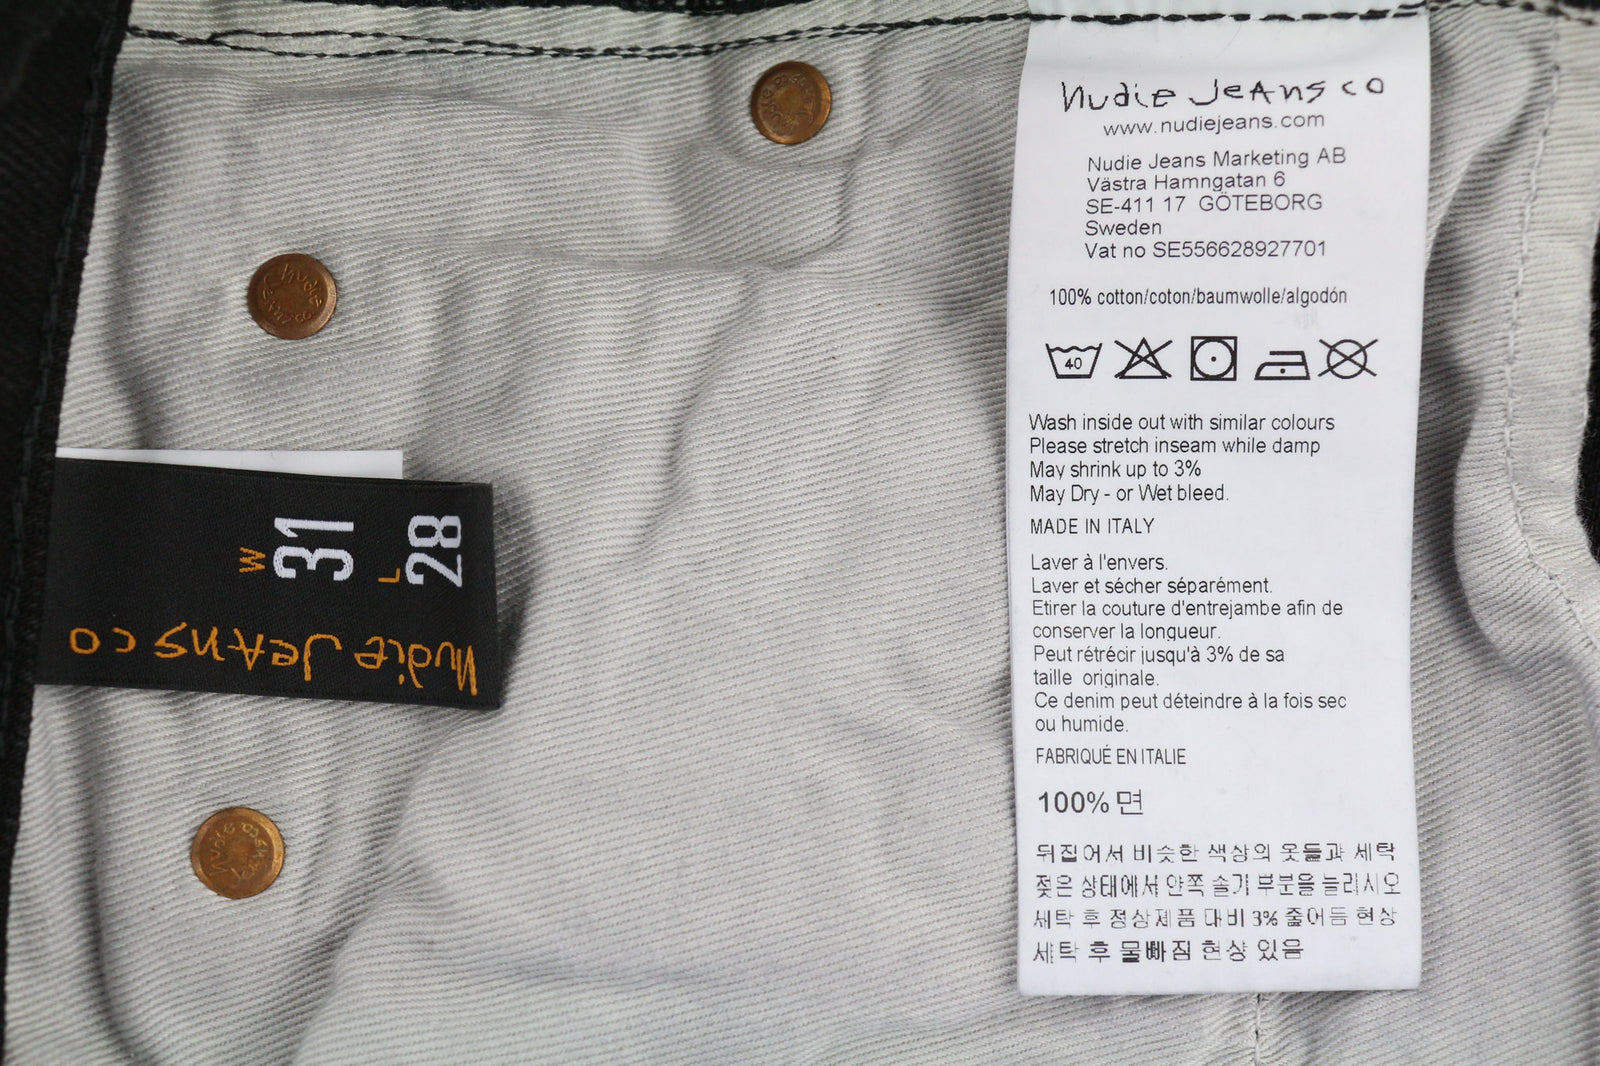 Nudie Jeans co
www.nudiejeans.com
Nudie Jeans Marketing AB
Västra Hamngatan 6
SE-411 17 GÖTEBORG
Sweden
Vat no SE556628927701
100% cotton/coton/baumwolle/algodón
40
Wash inside out with similar colours
Please stretch inseam while damp
May shrink up to 3%
May Dry - or Wet bleed.
MADE IN ITALY
Laver à l'envers.
Laver et sécher séparément.
Etirer la couture d'entrejambe afin de
conserver la longueur.
Peut rétrécir jusqu'à 3% de sa
taille originale.
Ce denim peut déteindre à la fois sec
ou humide.
FABRIQUÉ EN ITALIE
100% 면
뒤집어서 비슷한 색상의 옷들과 세탁
젖은 상태에서 안쪽 솔기 부분을 늘리시오
세탁 후 정상제품 대비 3% 줄어듬 현상
세탁 후 물빠짐 현상 있음
W
31
L
28
Nudie Jeans co
Nudie
Jeans co
Nudie